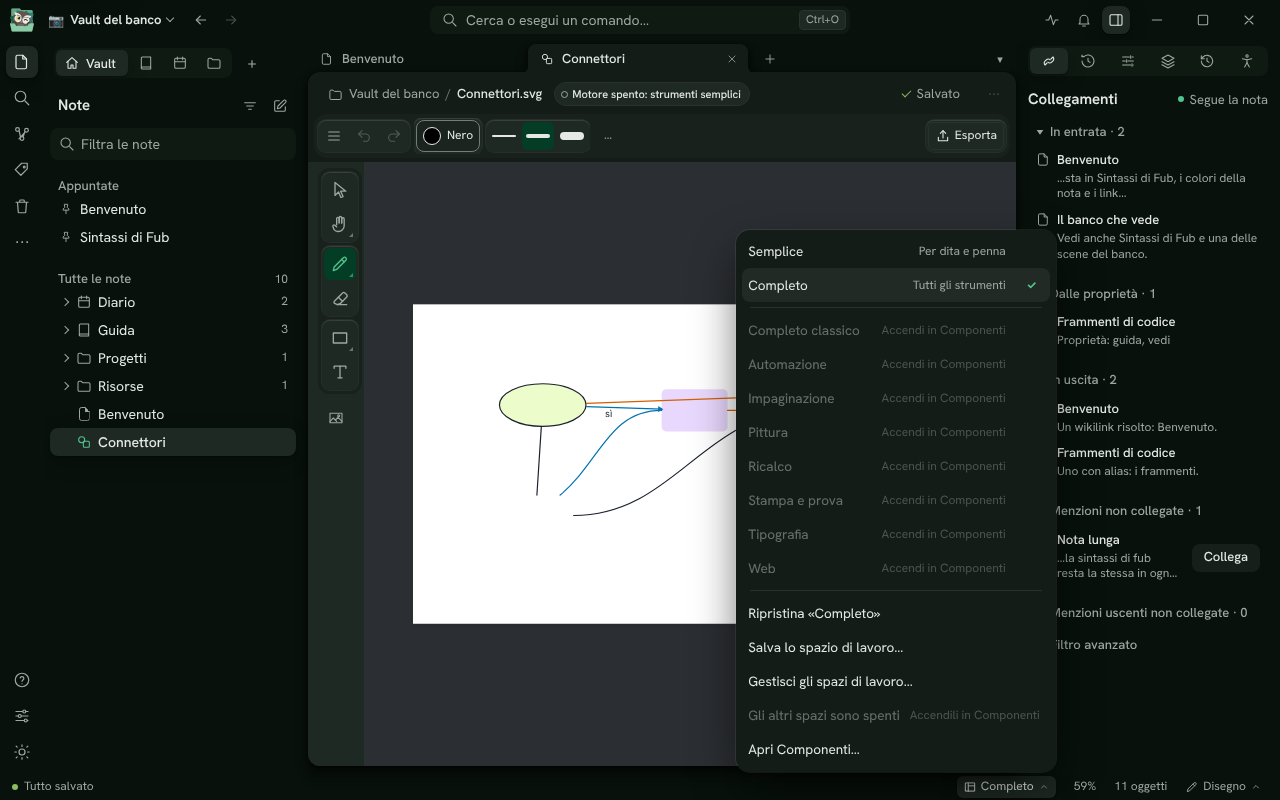 Vault del banco
Cerca o esegui un comando...
Ctrl+O
Vault
Benvenuto
Connettori
Note
Filtra le note
Appuntate
Benvenuto
Sintassi di Fub
Tutte le note 10
Diario 2
Guida 3
Progetti 1
Risorse 1
Benvenuto
Connettori
Vault del banco / Connettori.svg
Motore spento: strumenti semplici
Salvato
Nero
Esporta
sì
Semplice Per dita e penna
Completo Tutti gli strumenti
Completo classico Accendi in Componenti
Automazione Accendi in Componenti
Impaginazione Accendi in Componenti
Pittura Accendi in Componenti
Ricalco Accendi in Componenti
Stampa e prova Accendi in Componenti
Tipografia Accendi in Componenti
Web Accendi in Componenti
Ripristina «Completo»
Salva lo spazio di lavoro...
Gestisci gli spazi di lavoro...
Gli altri spazi sono spenti Accendili in Componenti
Apri Componenti...
Collegamenti
Segue la nota
In entrata · 2
Benvenuto
...sta in Sintassi di Fub, i colori della
nota e i link...
Il banco che vede
Vedi anche Sintassi di Fub e una delle
scene del banco.
Dalle proprietà · 1
Frammenti di codice
Proprietà: guida, vedi
In uscita · 2
Benvenuto
Un wikilink risolto: Benvenuto.
Frammenti di codice
Uno con alias: i frammenti.
Menzioni non collegate · 1
Nota lunga
...la sintassi di fub
resta la stessa in ogn...
Collega
Menzioni uscenti non collegate · 0
Filtro avanzato
Tutto salvato
Completo
59%
11 oggetti
Disegno